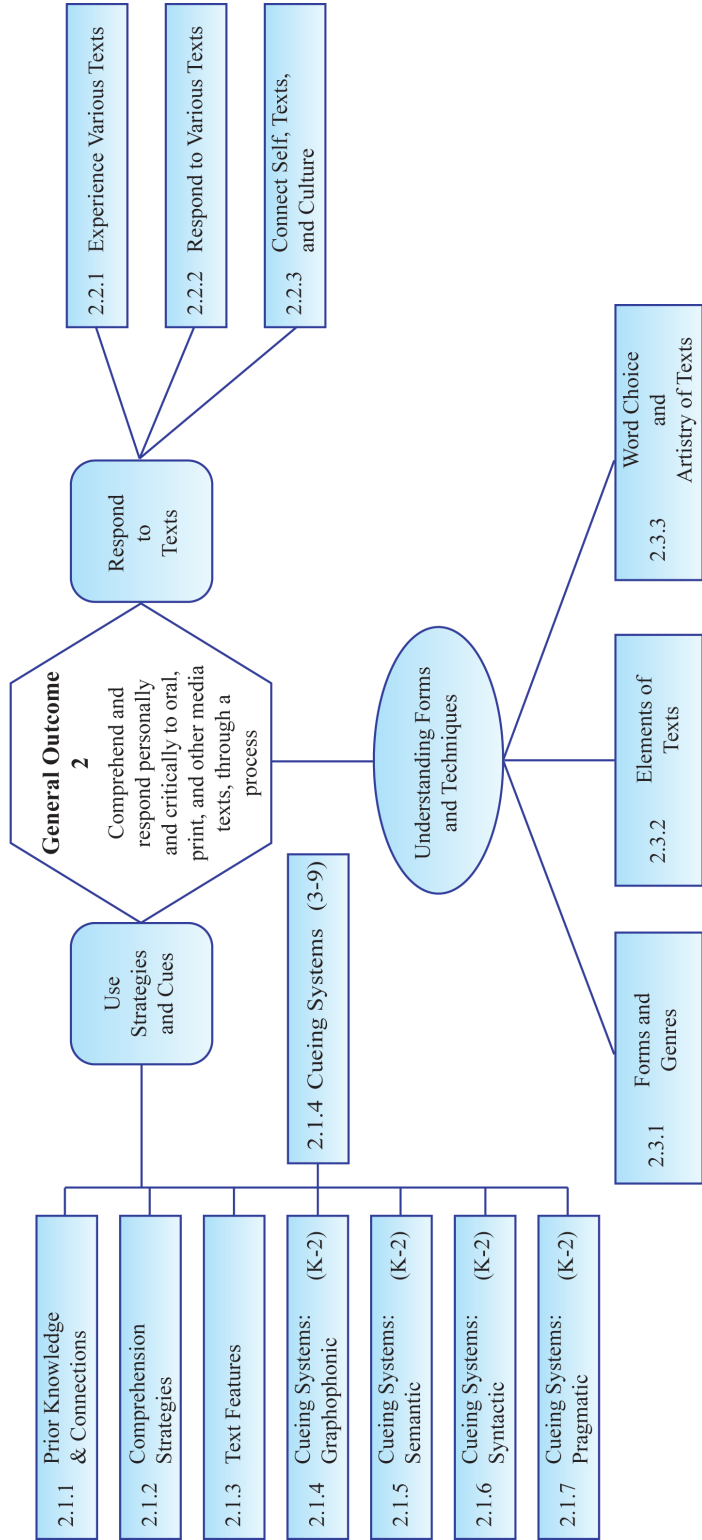 General Outcome
2
Comprehend and
respond personally
and critically to oral,
print, and other media
texts, through a
process
Use
Strategies
and Cues
2.1.1 Prior Knowledge
& Connections
2.1.2 Comprehension
Strategies
2.1.3 Text Features
2.1.4 Cueing Systems: (K-2)
Graphophonic
2.1.5 Cueing Systems: (K-2)
Semantic
2.1.6 Cueing Systems: (K-2)
Syntactic
2.1.7 Cueing Systems: (K-2)
Pragmatic
2.1.4 Cueing Systems (3-9)
Respond
to
Texts
2.2.1 Experience Various Texts
2.2.2 Respond to Various Texts
2.2.3 Connect Self, Texts,
and Culture
Understanding Forms
and Techniques
2.3.1 Forms and
Genres
2.3.2 Elements of
Texts
2.3.3 Word Choice
and
Artistry of Texts